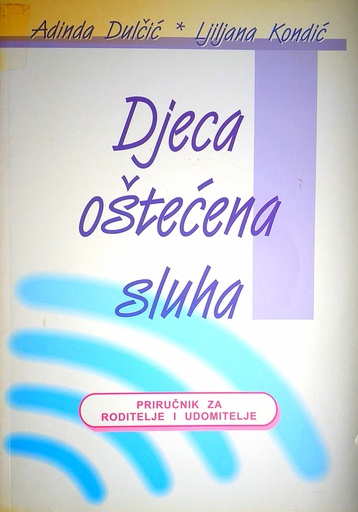 Adinda Dulčić * Ljiljana Kondić
Djeca
oštećena
sluha
PRIRUČNIK ZA
RODITELJE I UDOMITELJE